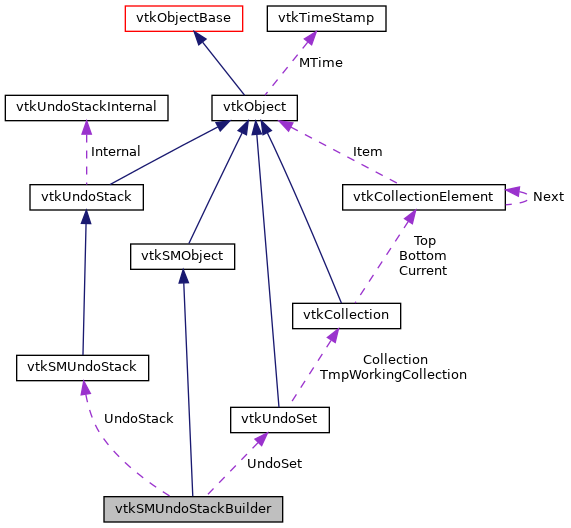 vtkObjectBase
vtkTimeStamp
MTime
vtkUndoStackInternal
vtkObject
Internal
Item
vtkUndoStack
vtkCollectionElement
Next
vtkSMObject
Top
Bottom
Current
vtkCollection
vtkSMUndoStack
Collection
TmpWorkingCollection
UndoStack
vtkUndoSet
UndoSet
vtkSMUndoStackBuilder